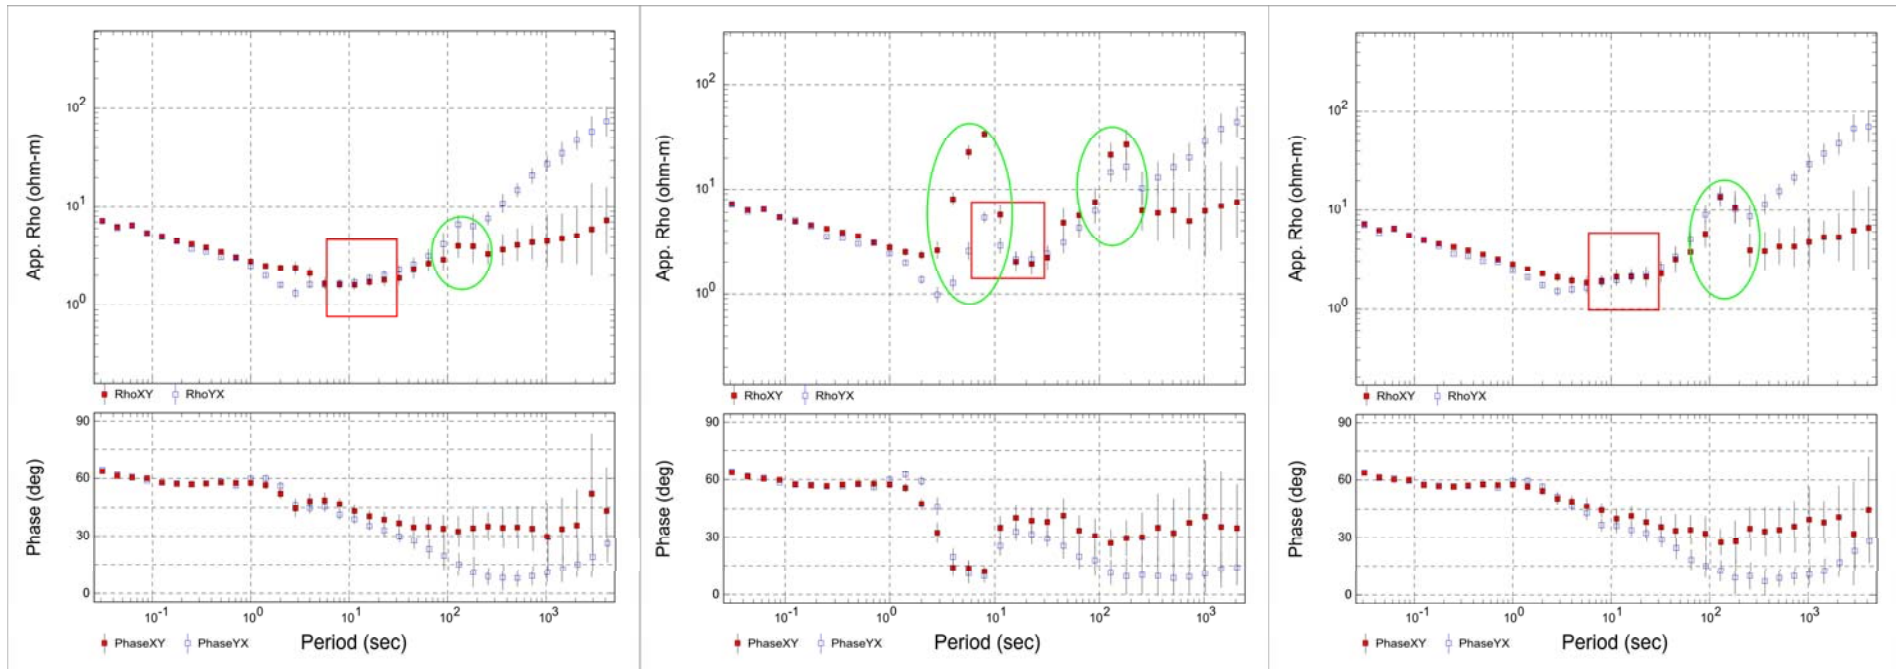 App. Rho (ohm-m)
10²
10¹
10⁰
RhoXY RhoYX
Phase (deg)
90
60
30
0
10⁻¹ 10⁰ 10¹ 10² 10³
PhaseXY PhaseYX Period (sec)
App. Rho (ohm-m)
10²
10¹
10⁰
RhoXY RhoYX
Phase (deg)
90
60
30
0
10⁻¹ 10⁰ 10¹ 10² 10³
PhaseXY PhaseYX Period (sec)
App. Rho (ohm-m)
10²
10¹
10⁰
RhoXY RhoYX
Phase (deg)
90
60
30
0
10⁻¹ 10⁰ 10¹ 10² 10³
PhaseXY PhaseYX Period (sec)